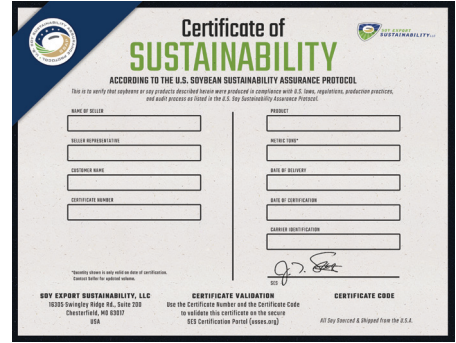 Certificate of
SUSTAINABILITY
ACCORDING TO THE U.S. SOYBEAN SUSTAINABILITY ASSURANCE PROTOCOL
This is to verify that soybeans or soy products described herein were produced in compliance with U.S. laws, regulations, production practices,
and audit process as listed in the U.S. Soy Sustainability Assurance Protocol.
SOY EXPORT
SUSTAINABILITY, LLC
NAME OF SELLER
SELLER REPRESENTATIVE
CUSTOMER NAME
CERTIFICATE NUMBER
PRODUCT
METRIC TONS*
DATE OF DELIVERY
DATE OF CERTIFICATION
CARRIER IDENTIFICATION
*Quantity shown is only valid on date of certification.
Contact Seller for updated volume.
SES
SOY EXPORT SUSTAINABILITY, LLC
16305 Swingley Ridge Rd., Suite 200
Chesterfield, MO 63017
USA
CERTIFICATE VALIDATION
Use the Certificate Number and the Certificate Code
to validate this certificate on the secure
SES Certification Portal (osses.org)
CERTIFICATE CODE
All Soy Sourced & Shipped from the U.S.A.